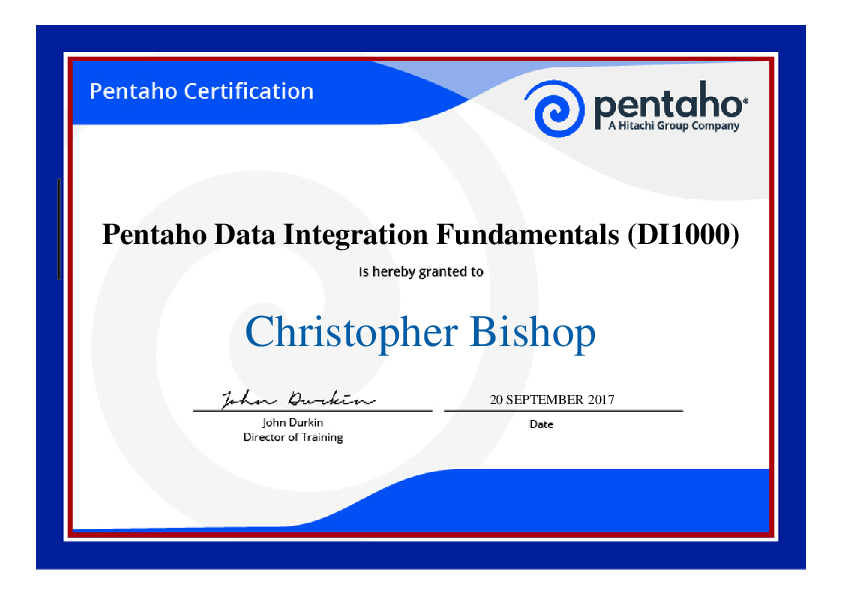 Pentaho Certification
pentaho®
A Hitachi Group Company
Pentaho Data Integration Fundamentals (DI1000)
Is hereby granted to
Christopher Bishop
John Durkin
20 SEPTEMBER 2017
John Durkin
Director of Training
Date